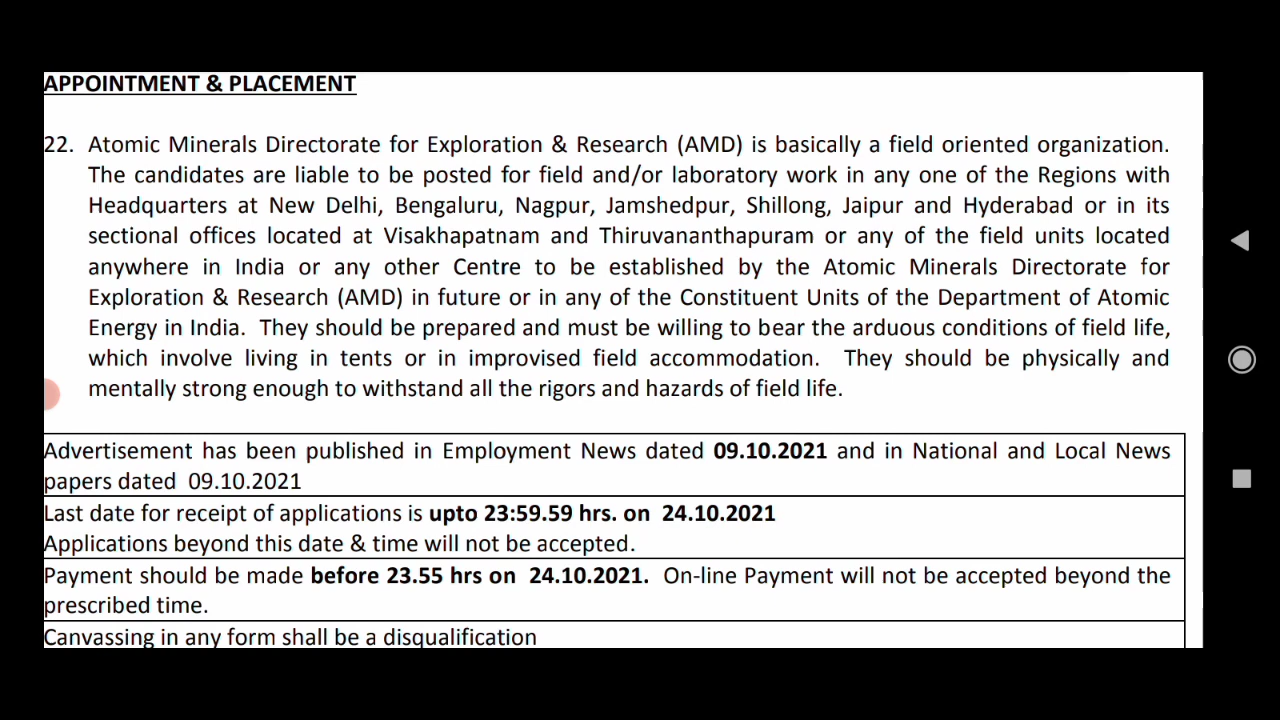 APPOINTMENT & PLACEMENT
22. Atomic Minerals Directorate for Exploration & Research (AMD) is basically a field oriented organization.
The candidates are liable to be posted for field and/or laboratory work in any one of the Regions with
Headquarters at New Delhi, Bengaluru, Nagpur, Jamshedpur, Shillong, Jaipur and Hyderabad or in its
sectional offices located at Visakhapatnam and Thiruvananthapuram or any of the field units located
anywhere in India or any other Centre to be established by the Atomic Minerals Directorate for
Exploration & Research (AMD) in future or in any of the Constituent Units of the Department of Atomic
Energy in India. They should be prepared and must be willing to bear the arduous conditions of field life,
which involve living in tents or in improvised field accommodation. They should be physically and
mentally strong enough to withstand all the rigors and hazards of field life.
Advertisement has been published in Employment News dated 09.10.2021 and in National and Local News
papers dated 09.10.2021
Last date for receipt of applications is upto 23:59.59 hrs. on 24.10.2021
Applications beyond this date & time will not be accepted.
Payment should be made before 23.55 hrs on 24.10.2021. On-line Payment will not be accepted beyond the
prescribed time.
Canvassing in any form shall be a disqualification